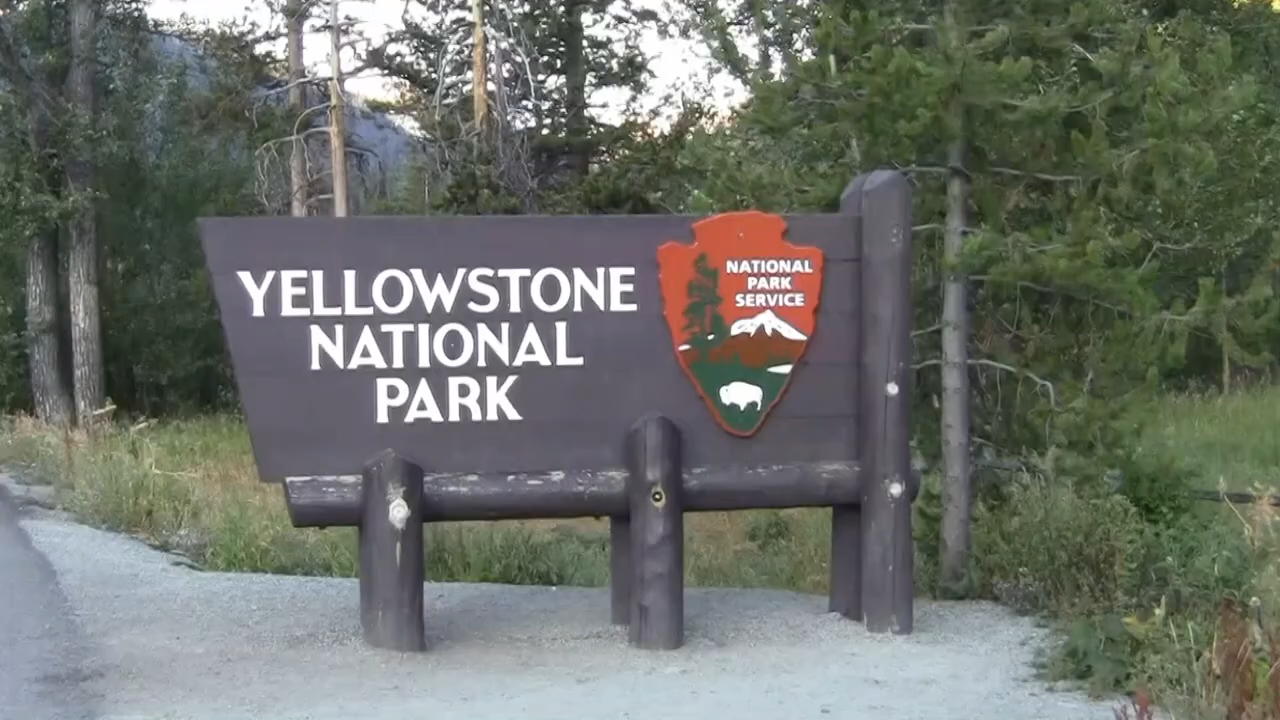 YELLOWSTONE
NATIONAL
PARK
NATIONAL
PARK
SERVICE